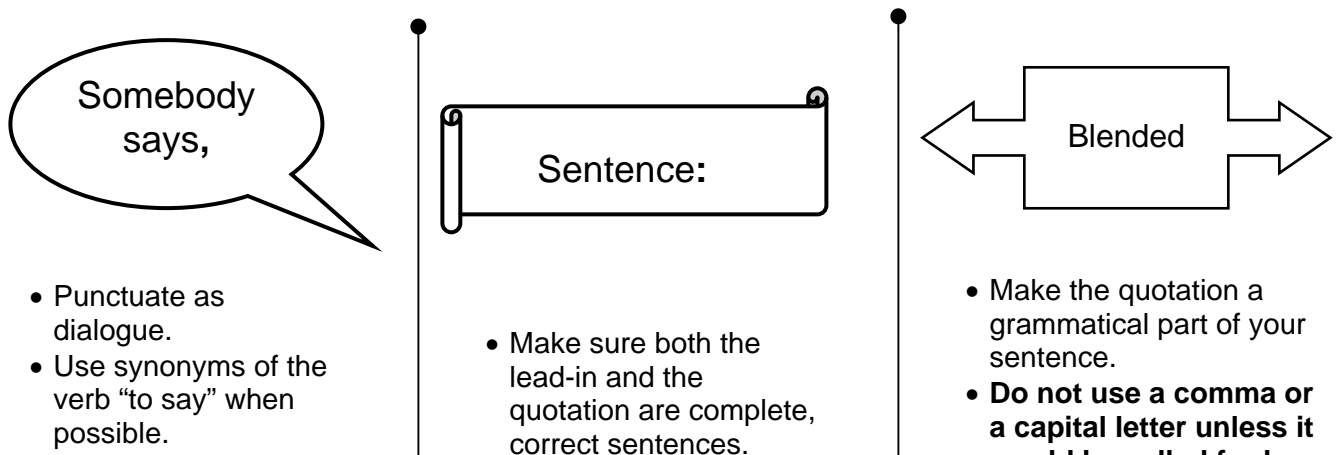 Somebody
says,
• Punctuate as
dialogue.
• Use synonyms of the
verb “to say” when
possible.
Sentence:
• Make sure both the
lead-in and the
quotation are complete,
correct sentences.
Blended
• Make the quotation a
grammatical part of your
sentence.
• Do not use a comma or
a capital letter unless it